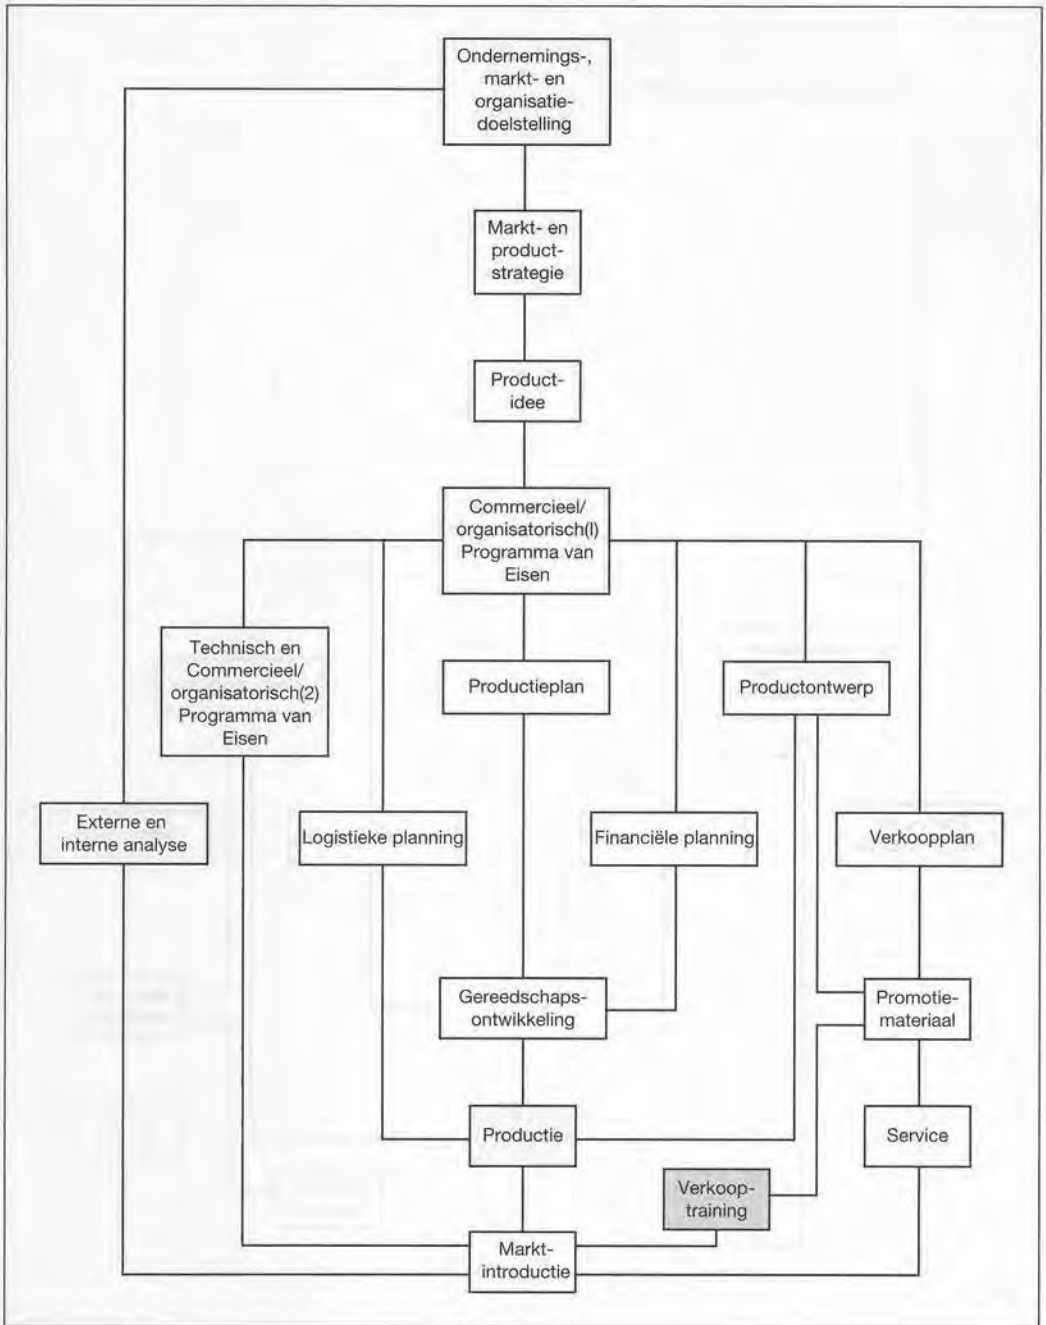 Ondernemings-,
markt- en
organisatie-
doelstelling
Markt- en
product-
strategie
Product-
idee
Commercieel/
organisatorisch(l)
Programma van
Eisen
Technisch en
Commercieel/
organisatorisch(2)
Programma van
Eisen
Productieplan
Productontwerp
Externe en
interne analyse
Logistieke planning
Financiële planning
Verkoopplan
Gereedschaps-
ontwikkeling
Promotie-
materiaal
Productie
Service
Verkoop-
training
Markt-
introductie